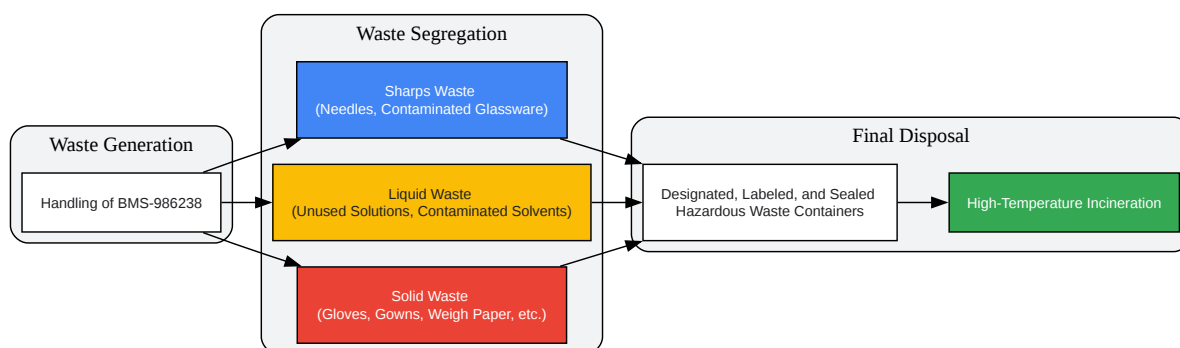 Waste Generation
Handling of BMS-986238
Waste Segregation
Sharps Waste
(Needles, Contaminated Glassware)
Liquid Waste
(Unused Solutions, Contaminated Solvents)
Solid Waste
(Gloves, Gowns, Weigh Paper, etc.)
Final Disposal
Designated, Labeled, and Sealed
Hazardous Waste Containers
High-Temperature Incineration